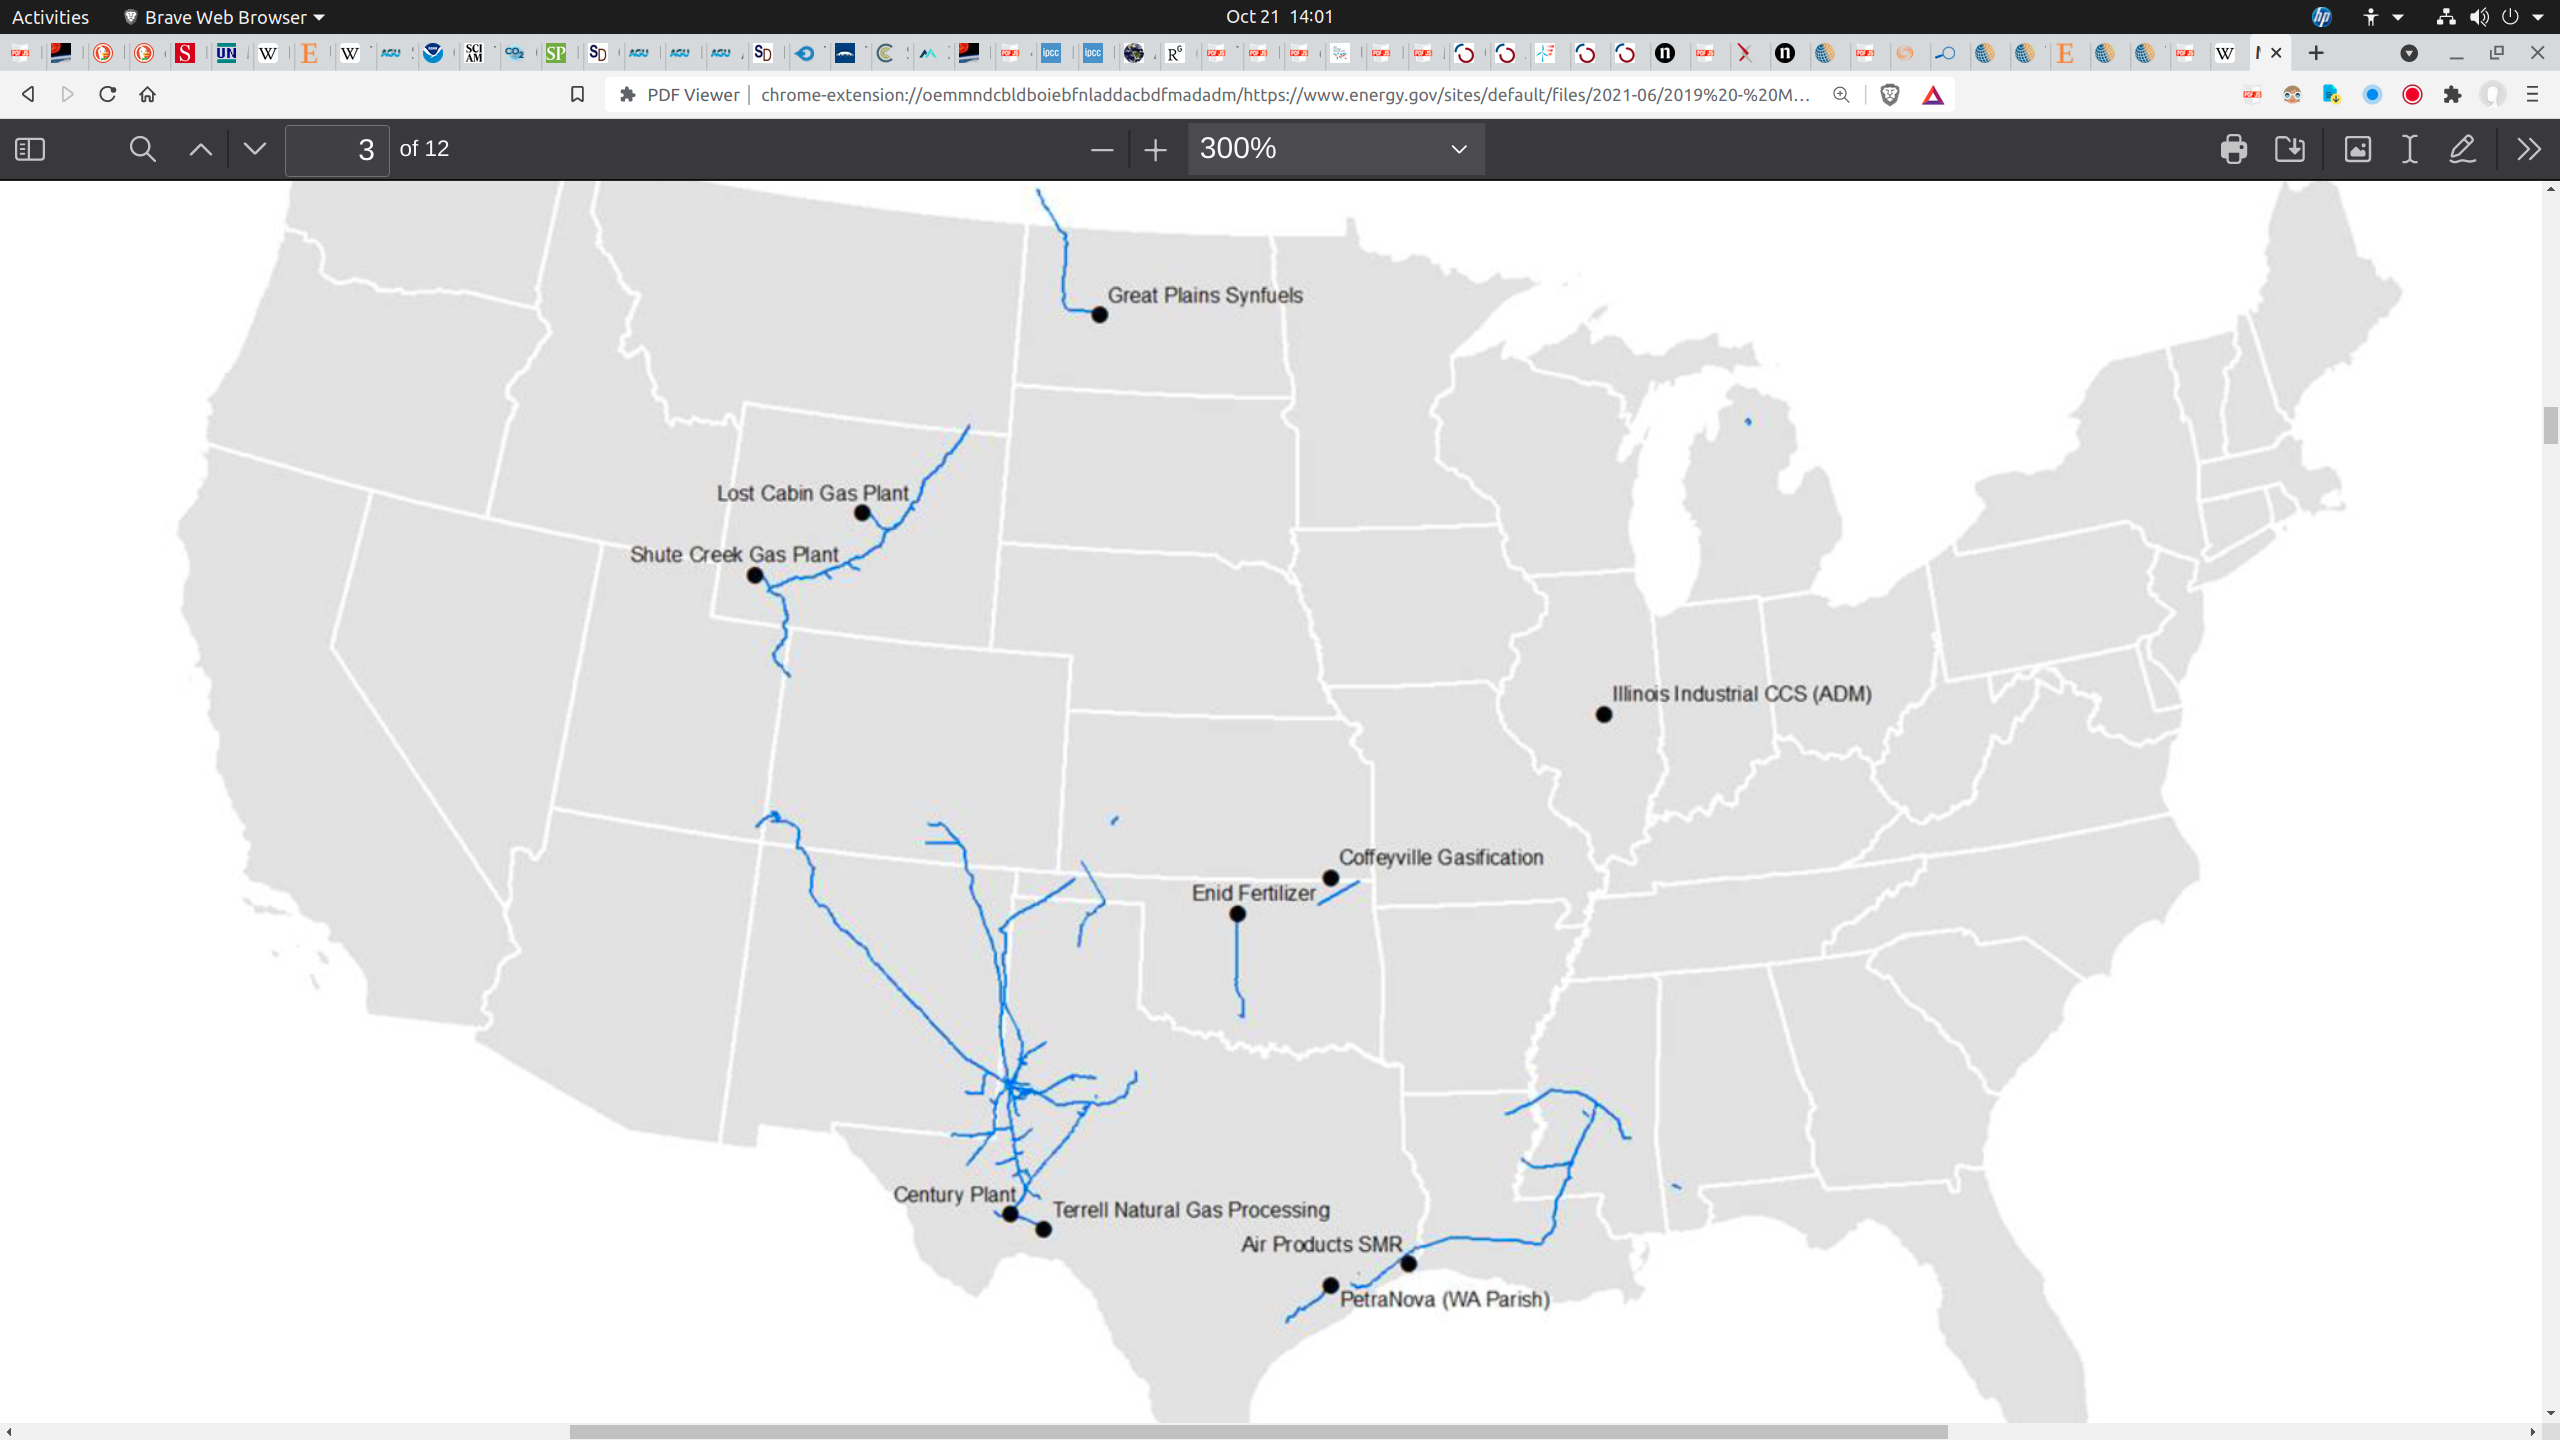 Activities
Brave Web Browser
Oct 21 14:01
PDF Viewer
chrome-extension://oemmndcbldboiebfnladdacbdfmadadm/https://www.energy.gov/sites/default/files/2021-06/2019%20-%20M…
3 of 12
300%
Great Plains Synfuels
Lost Cabin Gas Plant
Shute Creek Gas Plant
Illinois Industrial CCS (ADM)
Coffeyville Gasification
Enid Fertilizer
Century Plant
Terrell Natural Gas Processing
Air Products SMR
PetraNova (WA Parish)